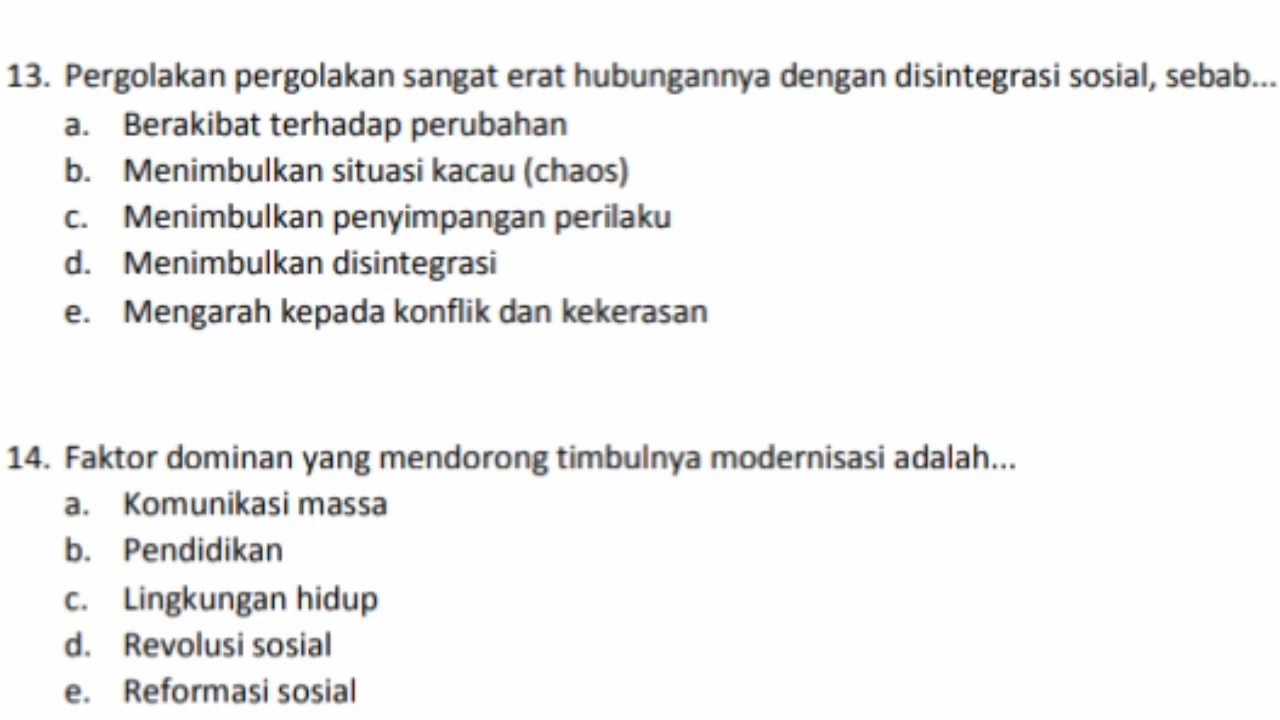 13. Pergolakan pergolakan sangat erat hubungannya dengan disintegrasi sosial, sebab...
a. Berakibat terhadap perubahan
b. Menimbulkan situasi kacau (chaos)
c. Menimbulkan penyimpangan perilaku
d. Menimbulkan disintegrasi
e. Mengarah kepada konflik dan kekerasan
14. Faktor dominan yang mendorong timbulnya modernisasi adalah...
a. Komunikasi massa
b. Pendidikan
c. Lingkungan hidup
d. Revolusi sosial
e. Reformasi sosial